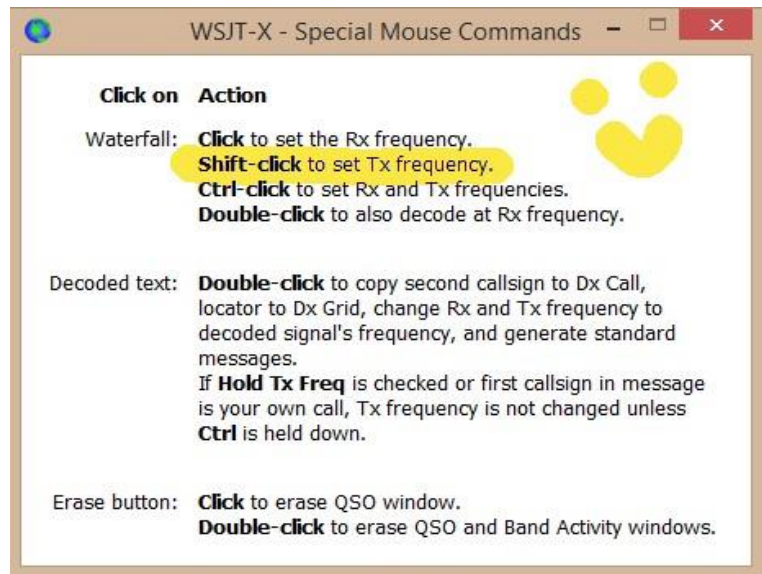 WSJT-X - Special Mouse Commands
Click on Action
Waterfall: Click to set the Rx frequency.
Shift-click to set Tx frequency.
Ctrl-click to set Rx and Tx frequencies.
Double-click to also decode at Rx frequency.
Decoded text: Double-click to copy second callsign to Dx Call,
locator to Dx Grid, change Rx and Tx frequency to
decoded signal's frequency, and generate standard
messages.
If Hold Tx Freq is checked or first callsign in message
is your own call, Tx frequency is not changed unless
Ctrl is held down.
Erase button: Click to erase QSO window.
Double-click to erase QSO and Band Activity windows.